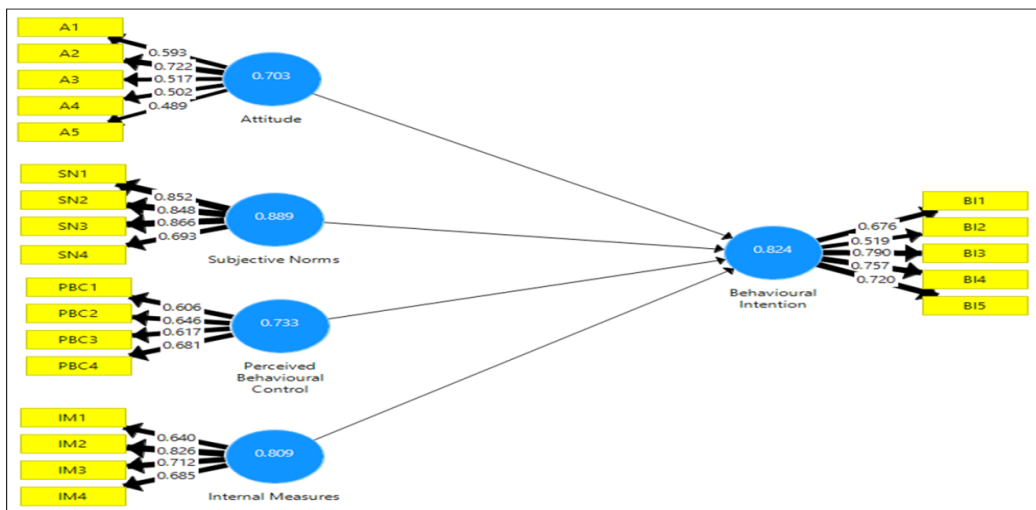 A1
A2
A3
A4
A5
0.593
0.722
0.517
0.502
0.489
0.703
Attitude
SN1
SN2
SN3
SN4
0.852
0.848
0.866
0.693
0.889
Subjective Norms
PBC1
PBC2
PBC3
PBC4
0.606
0.646
0.617
0.681
0.733
Perceived
Behavioural
Control
IM1
IM2
IM3
IM4
0.640
0.826
0.712
0.685
0.809
Internal Measures
0.824
Behavioural
Intention
0.676
0.519
0.790
0.757
0.720
BI1
BI2
BI3
BI4
BI5